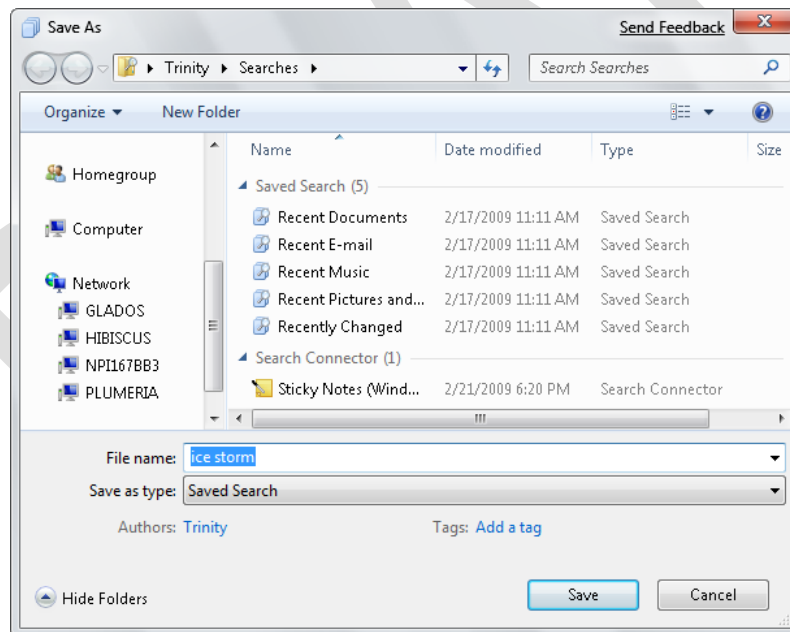 Save As Send Feedback
Trinity Searches Search Searches
Organize New Folder
Name Date modified Type Size
Homegroup
Computer
Network
GLADOS
HIBISCUS
NPI167BB3
PLUMERIA
Saved Search (5)
Recent Documents 2/17/2009 11:11 AM Saved Search
Recent E-mail 2/17/2009 11:11 AM Saved Search
Recent Music 2/17/2009 11:11 AM Saved Search
Recent Pictures and... 2/17/2009 11:11 AM Saved Search
Recently Changed 2/17/2009 11:11 AM Saved Search
Search Connector (1)
Sticky Notes (Wind... 2/21/2009 6:20 PM Search Connector
File name: ice storm
Save as type: Saved Search
Authors: Trinity Tags: Add a tag
Hide Folders Save Cancel